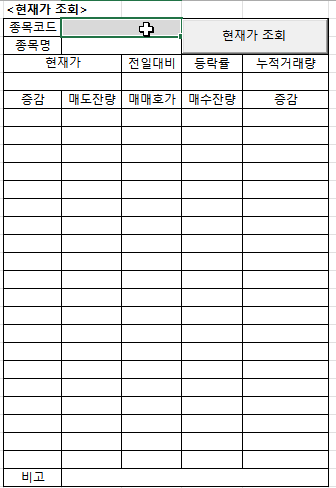 <현재가 조회>
종목코드
현재가 조회
종목명
현재가 전일대비 등락률 누적거래량
증감 매도잔량 매매호가 매수잔량 증감
비고